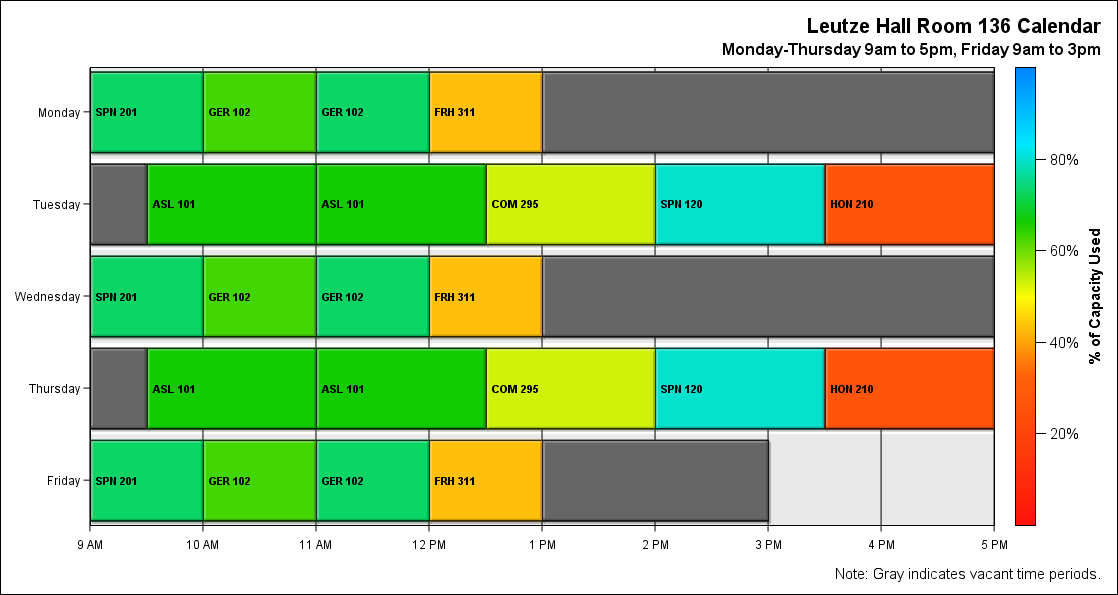 Leutze Hall Room 136 Calendar
Monday-Thursday 9am to 5pm, Friday 9am to 3pm
Monday SPN 201 GER 102 GER 102 FRH 311
80%
Tuesday ASL 101 ASL 101 COM 295 SPN 120 HON 210
60%
% of Capacity Used
Wednesday SPN 201 GER 102 GER 102 FRH 311
40%
Thursday ASL 101 ASL 101 COM 295 SPN 120 HON 210
20%
Friday SPN 201 GER 102 GER 102 FRH 311
9 AM 10 AM 11 AM 12 PM 1 PM 2 PM 3 PM 4 PM 5 PM
Note: Gray indicates vacant time periods.